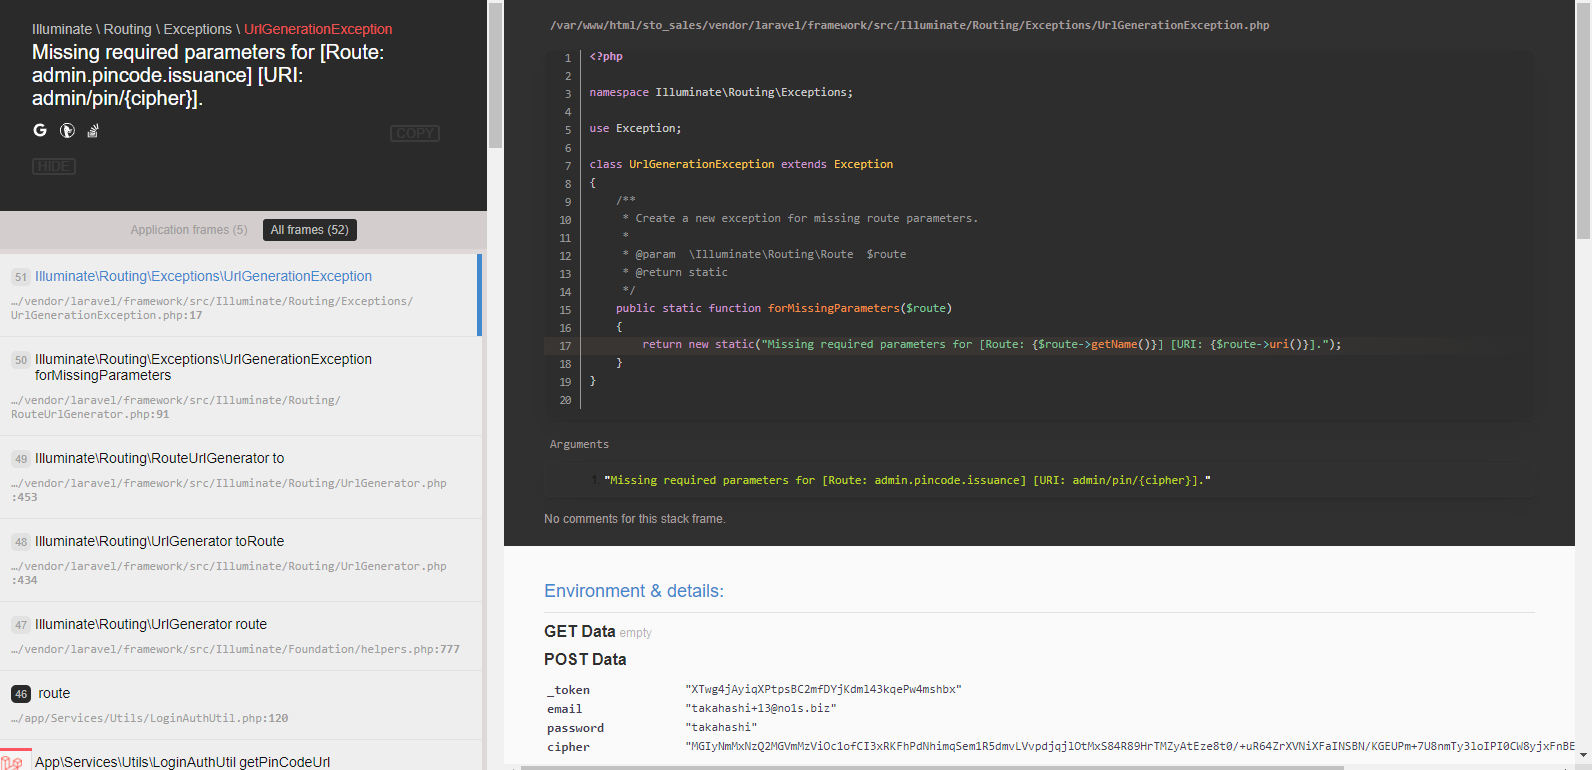 Illuminate \ Routing \ Exceptions \ UrlGenerationException
Missing required parameters for [Route:
admin.pincode.issuance] [URI:
admin/pin/{cipher}].
COPY
HIDE
Application frames (5)
All frames (52)
51 Illuminate\Routing\Exceptions\UrlGenerationException
…/vendor/laravel/framework/src/Illuminate/Routing/Exceptions/
UrlGenerationException.php:17
50 Illuminate\Routing\Exceptions\UrlGenerationException
forMissingParameters
…/vendor/laravel/framework/src/Illuminate/Routing/
RouteUrlGenerator.php:91
49 Illuminate\Routing\RouteUrlGenerator to
…/vendor/laravel/framework/src/Illuminate/Routing/UrlGenerator.php
:453
48 Illuminate\Routing\UrlGenerator toRoute
…/vendor/laravel/framework/src/Illuminate/Routing/UrlGenerator.php
:434
47 Illuminate\Routing\UrlGenerator route
…/vendor/laravel/framework/src/Illuminate/Foundation/helpers.php:777
46 route
…/app/Services/Utils/LoginAuthUtil.php:120
App\Services\Utils\LoginAuthUtil getPinCodeUrl
/var/www/html/sto_sales/vendor/laravel/framework/src/Illuminate/Routing/Exceptions/UrlGenerationException.php
1 <?php
2
3 namespace Illuminate\Routing\Exceptions;
4
5 use Exception;
6
7 class UrlGenerationException extends Exception
8 {
9 /**
10 * Create a new exception for missing route parameters.
11 *
12 * @param  \Illuminate\Routing\Route  $route
13 * @return static
14 */
15 public static function forMissingParameters($route)
16 {
17 return new static("Missing required parameters for [Route: {$route->getName()}] [URI: {$route->uri()}].");
18 }
19 }
20
Arguments
1. "Missing required parameters for [Route: admin.pincode.issuance] [URI: admin/pin/{cipher}]."
No comments for this stack frame.
Environment & details:
GET Data empty
POST Data
_token "XTwg4jAyiqXPtpsBC2mfDYjKdml43kqePw4mshbx"
email "takahashi+13@no1s.biz"
password "takahashi"
cipher "MGIyNmMxNzQ2MGVmMzViOc1ofCI3xRKFhPdNhimqSem1R5dmvLVvpdjqjlOtMxS84R89HrTMZyAtEze8t0/+uR64ZrXVNiXFaINSBN/KGEUPm+7U8nmTy3loIPI0CW8yjxFnBE